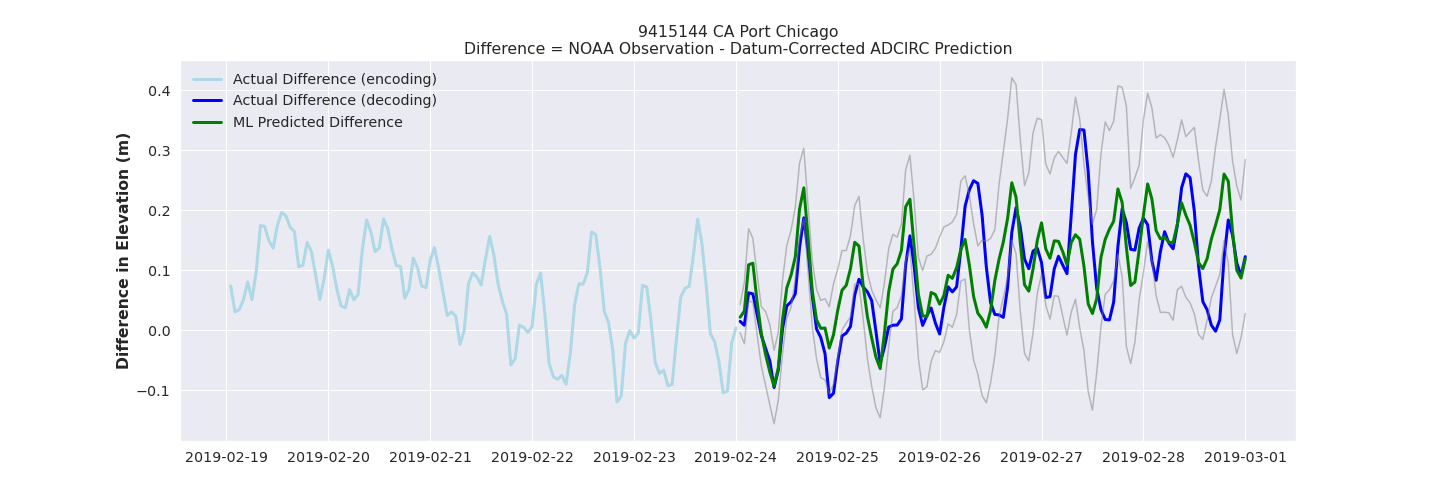 9415144 CA Port Chicago
Difference = NOAA Observation - Datum-Corrected ADCIRC Prediction
Actual Difference (encoding)
Actual Difference (decoding)
ML Predicted Difference
Difference in Elevation (m)
0.4
0.3
0.2
0.1
0.0
−0.1
2019-02-19
2019-02-20
2019-02-21
2019-02-22
2019-02-23
2019-02-24
2019-02-25
2019-02-26
2019-02-27
2019-02-28
2019-03-01